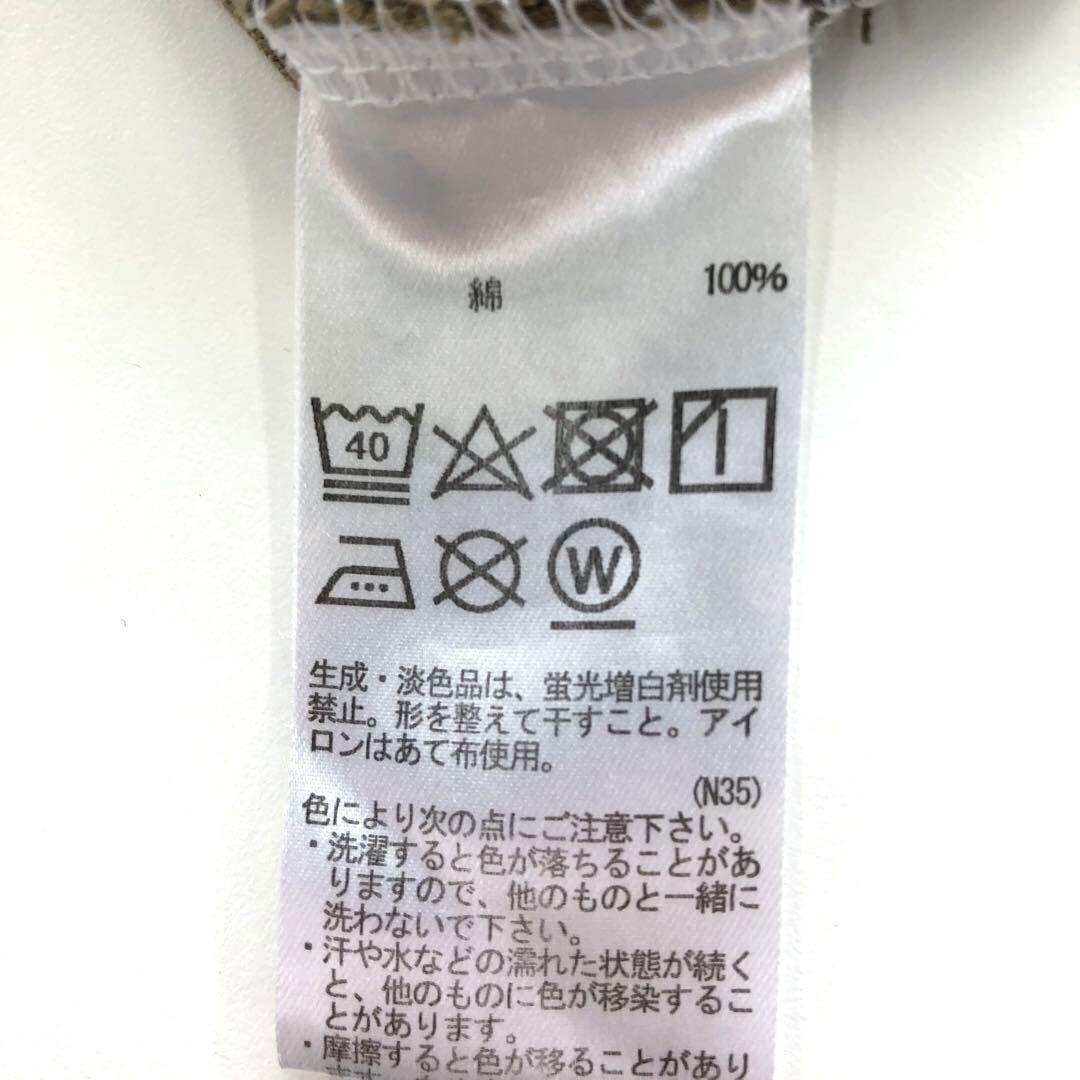 綿 100%
40
W
生成・淡色品は、蛍光増白剤使用
禁止。形を整えて干すこと。アイ
ロンはあて布使用。
(N35)
色により次の点にご注意下さい。
・洗濯すると色が落ちることがあ
りますので、他のものと一緒に
洗わないで下さい。
・汗や水などの濡れた状態が続く
と、他のものに色が移染するこ
とがあります。
・摩擦すると色が移ることがあり